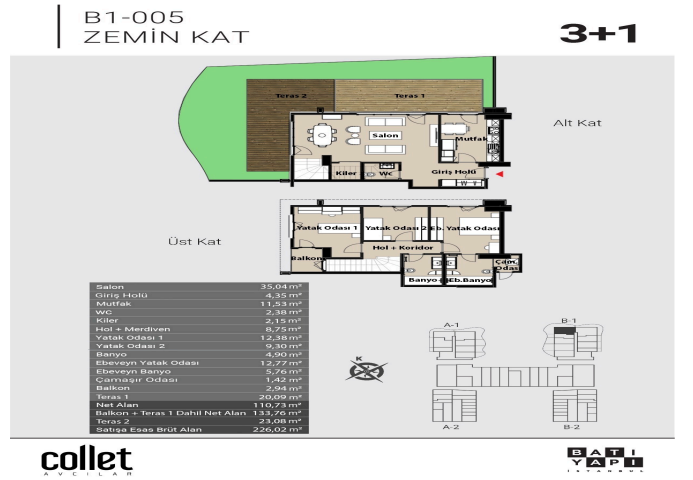 B1-005
ZEMİN KAT
3+1
Teras 2
Teras 1
Alt Kat
Salon
Mutfak
Kiler
Wc
Giriş Holü
Üst Kat
Yatak Odası 1
Yatak Odası 2
Eb. Yatak Odası
Hol + Koridor
Balkon
Banyo
Eb.Banyo
Çam. Odası
Salon 35,04 m²
Giriş Holü 4,35 m²
Mutfak 11,53 m²
WC 2,38 m²
Kiler 2,15 m²
Hol + Merdiven 8,75 m²
Yatak Odası 1 12,38 m²
Yatak Odası 2 9,30 m²
Banyo 4,90 m²
Ebeveyn Yatak Odası 12,77 m²
Ebeveyn Banyo 5,76 m²
Çamaşır Odası 1,42 m²
Balkon 2,94 m²
Teras 1 20,09 m²
Net Alan 110,73 m²
Balkon + Teras 1 Dahil Net Alan 133,76 m²
Teras 2 23,08 m²
Satışa Esas Brüt Alan 226,02 m²
K
A-1
B-1
A-2
B-2
collet
AVCILAR
BATI
YAPI
İSTANBUL